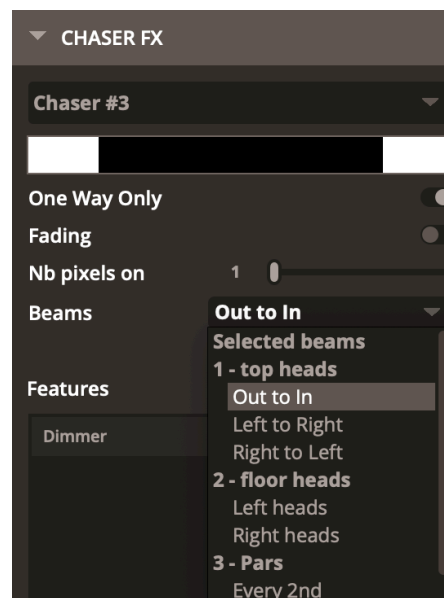 CHASER FX
Chaser #3
One Way Only
Fading
Nb pixels on 1
Beams Out to In
Selected beams
1 - top heads
Out to In
Left to Right
Right to Left
2 - floor heads
Left heads
Right heads
3 - Pars
Every 2nd
Features
Dimmer